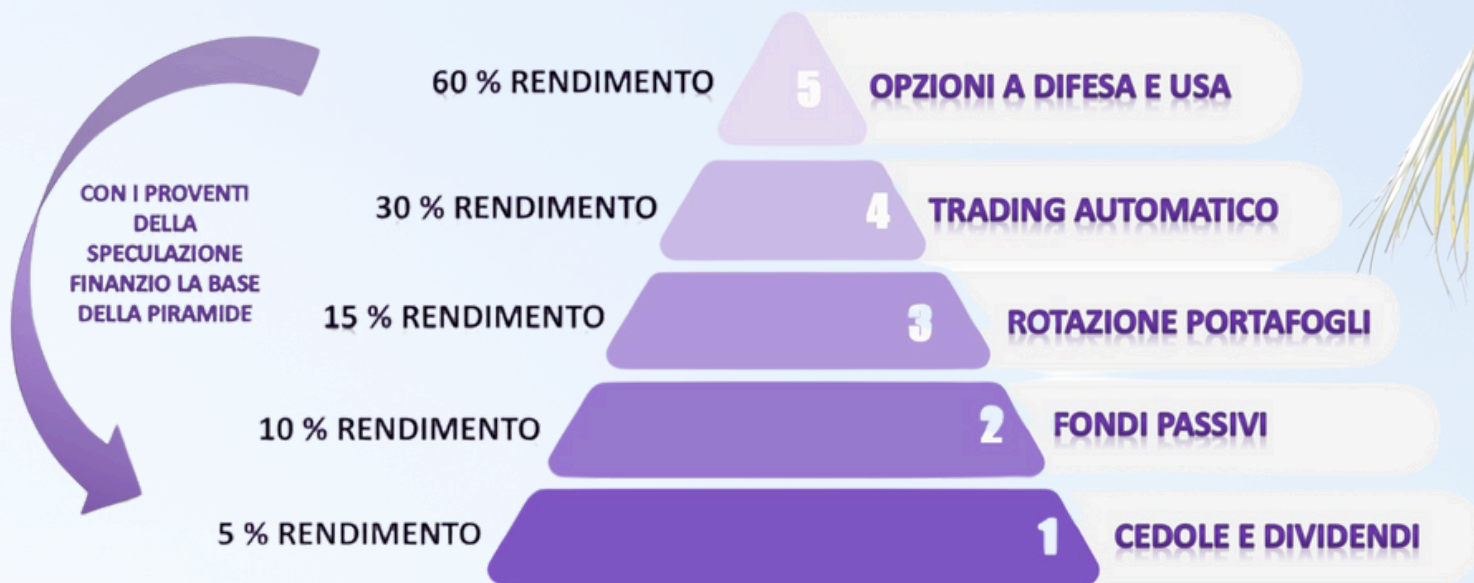 60 % RENDIMENTO
5
OPZIONI A DIFESA E USA
30 % RENDIMENTO
4
TRADING AUTOMATICO
CON I PROVENTI
DELLA
SPECULAZIONE
FINANZIO LA BASE
DELLA PIRAMIDE
15 % RENDIMENTO
3
ROTAZIONE PORTAFOGLI
10 % RENDIMENTO
2
FONDI PASSIVI
5 % RENDIMENTO
1
CEDOLE E DIVIDENDI